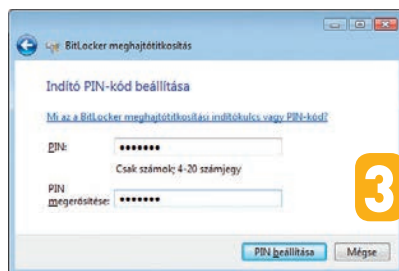 BitLocker meghajtótitkosítás
Indító PIN-kód beállítása
Mi az a BitLocker meghajtótitkosítási indítókulcs vagy PIN-kód?
PIN: •••••••
Csak számok; 4-20 számjegy
PIN
megerősítése: •••••••
3
PIN beállítása Mégse